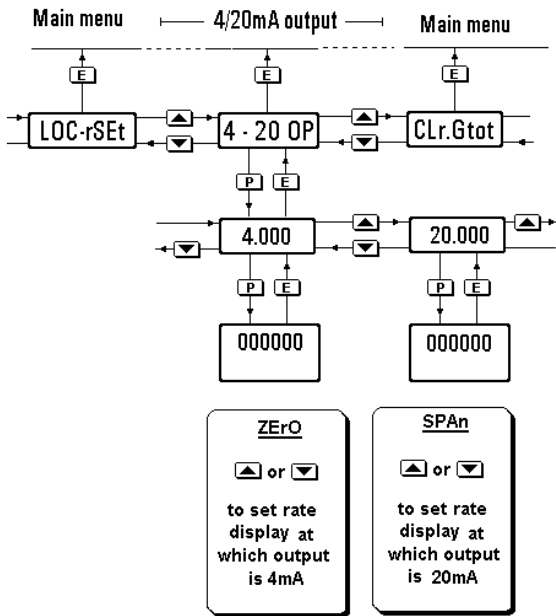 Main menu
4/20mA output
Main menu
E
E
E
LOC-rSEt
4 - 20 OP
CLr.Gtot
P
E
4.000
20.000
P
E
P
E
000000
000000
ZErO
or
to set rate
display at
which output
is 4mA
SPAn
or
to set rate
display at
which output
is 20mA